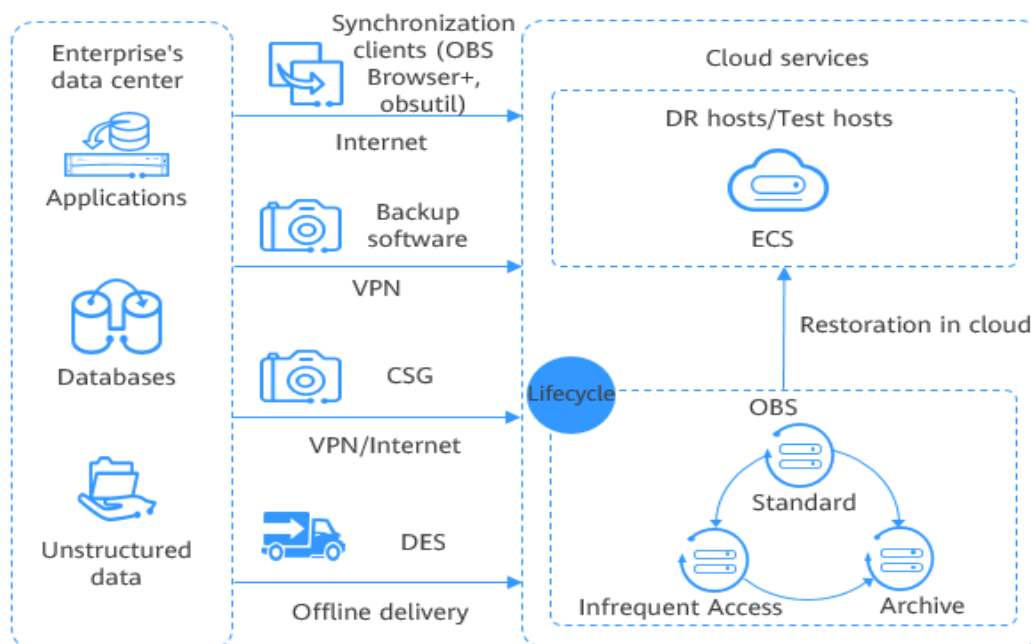 Enterprise's
data center
Applications
Databases
Unstructured
data
Synchronization
clients (OBS
Browser+,
obsutil)
Internet
Backup
software
VPN
CSG
VPN/Internet
DES
Offline delivery
Cloud services
DR hosts/Test hosts
ECS
Restoration in cloud
Lifecycle
OBS
Standard
Infrequent Access
Archive